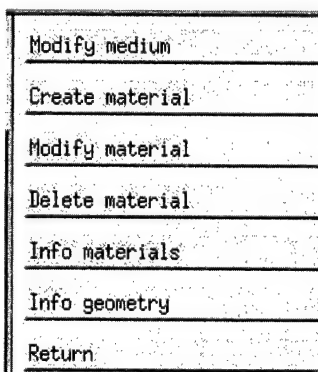 Modify medium
Create material
Modify material
Delete material
Info materials
Info geometry
Return